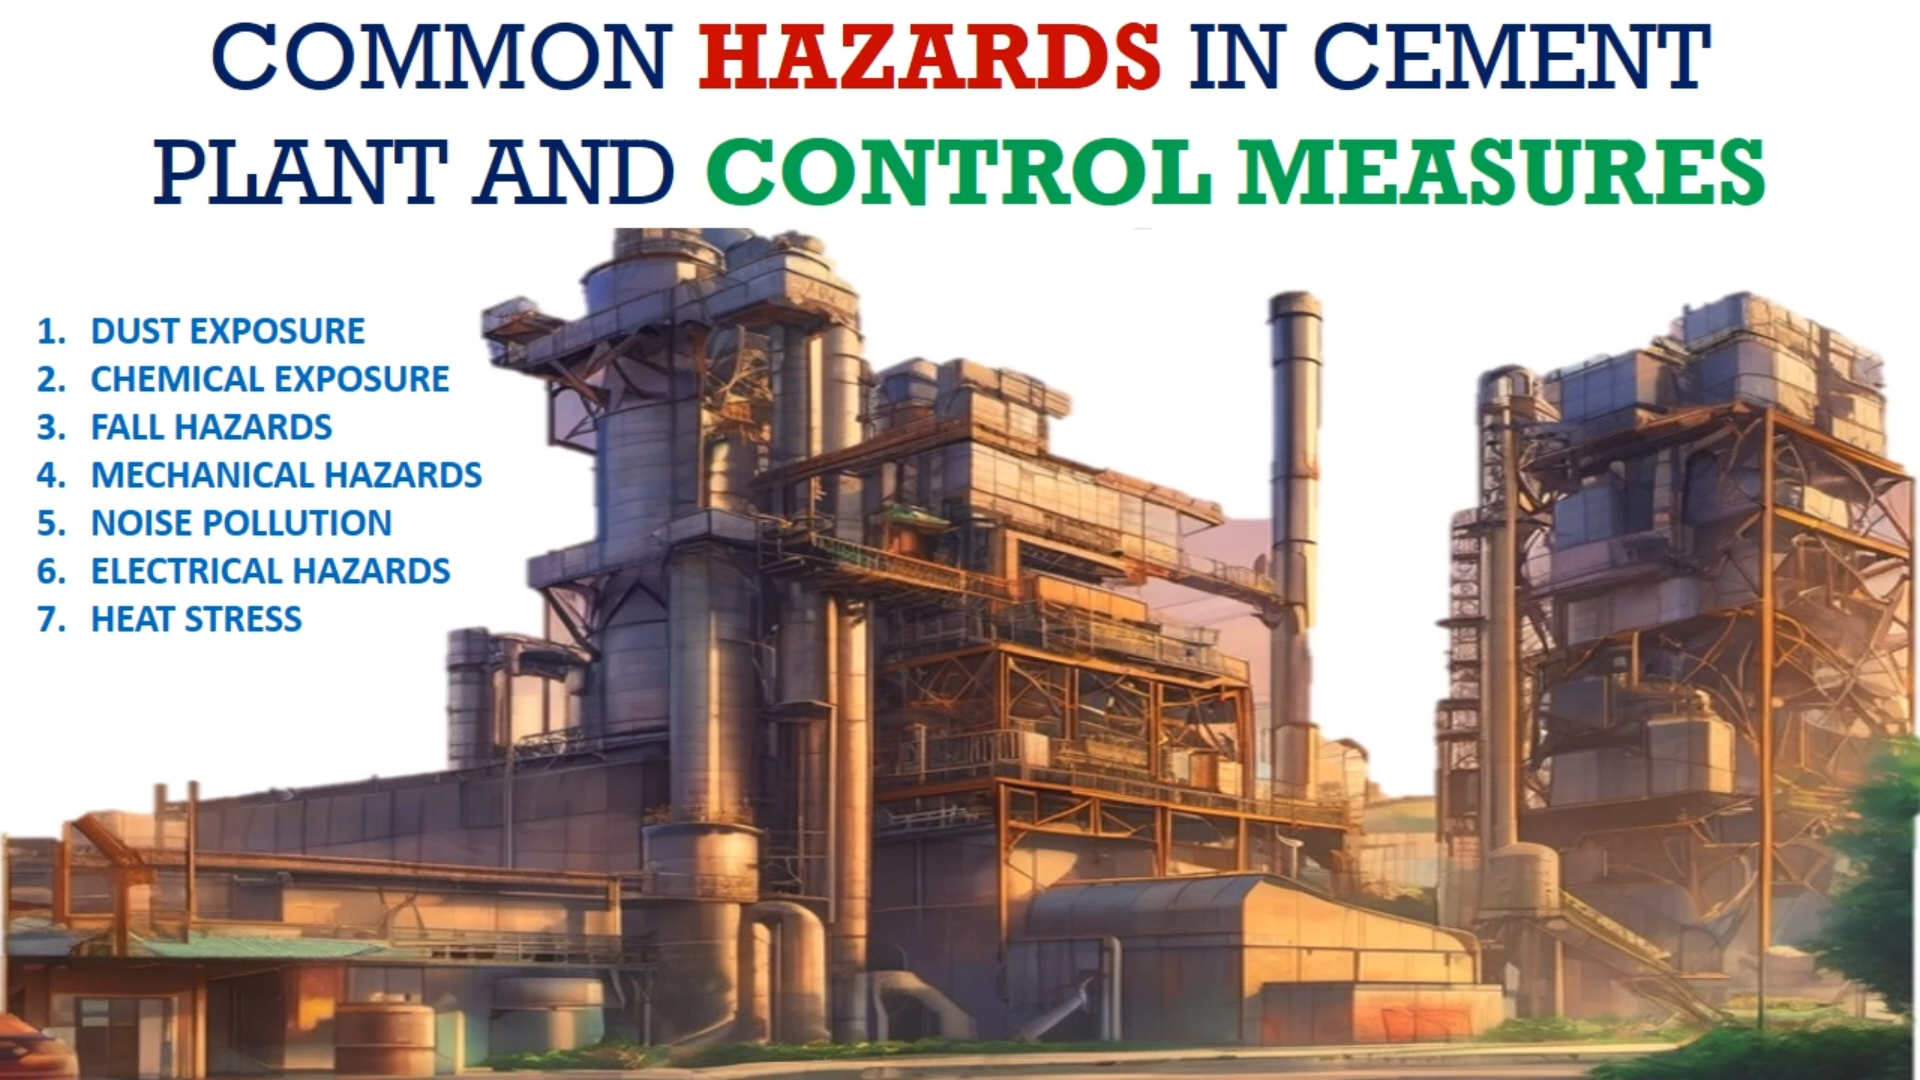 COMMON HAZARDS IN CEMENT
PLANT AND CONTROL MEASURES
1. DUST EXPOSURE
2. CHEMICAL EXPOSURE
3. FALL HAZARDS
4. MECHANICAL HAZARDS
5. NOISE POLLUTION
6. ELECTRICAL HAZARDS
7. HEAT STRESS